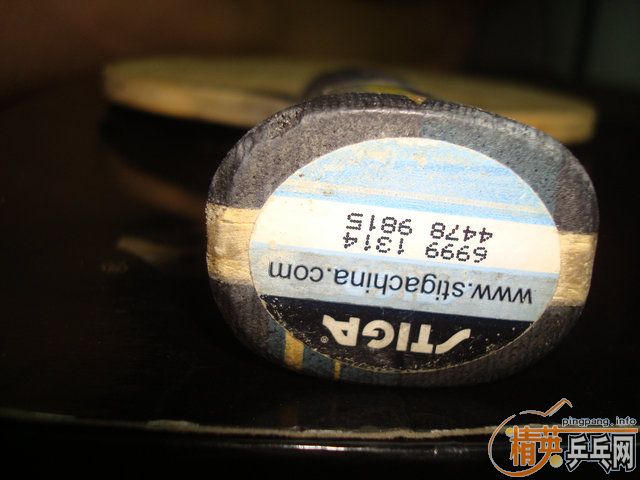 STIGA®
www.stigachina.com
6999 1314
4478 9815
pingpang.info
精英乒乓网